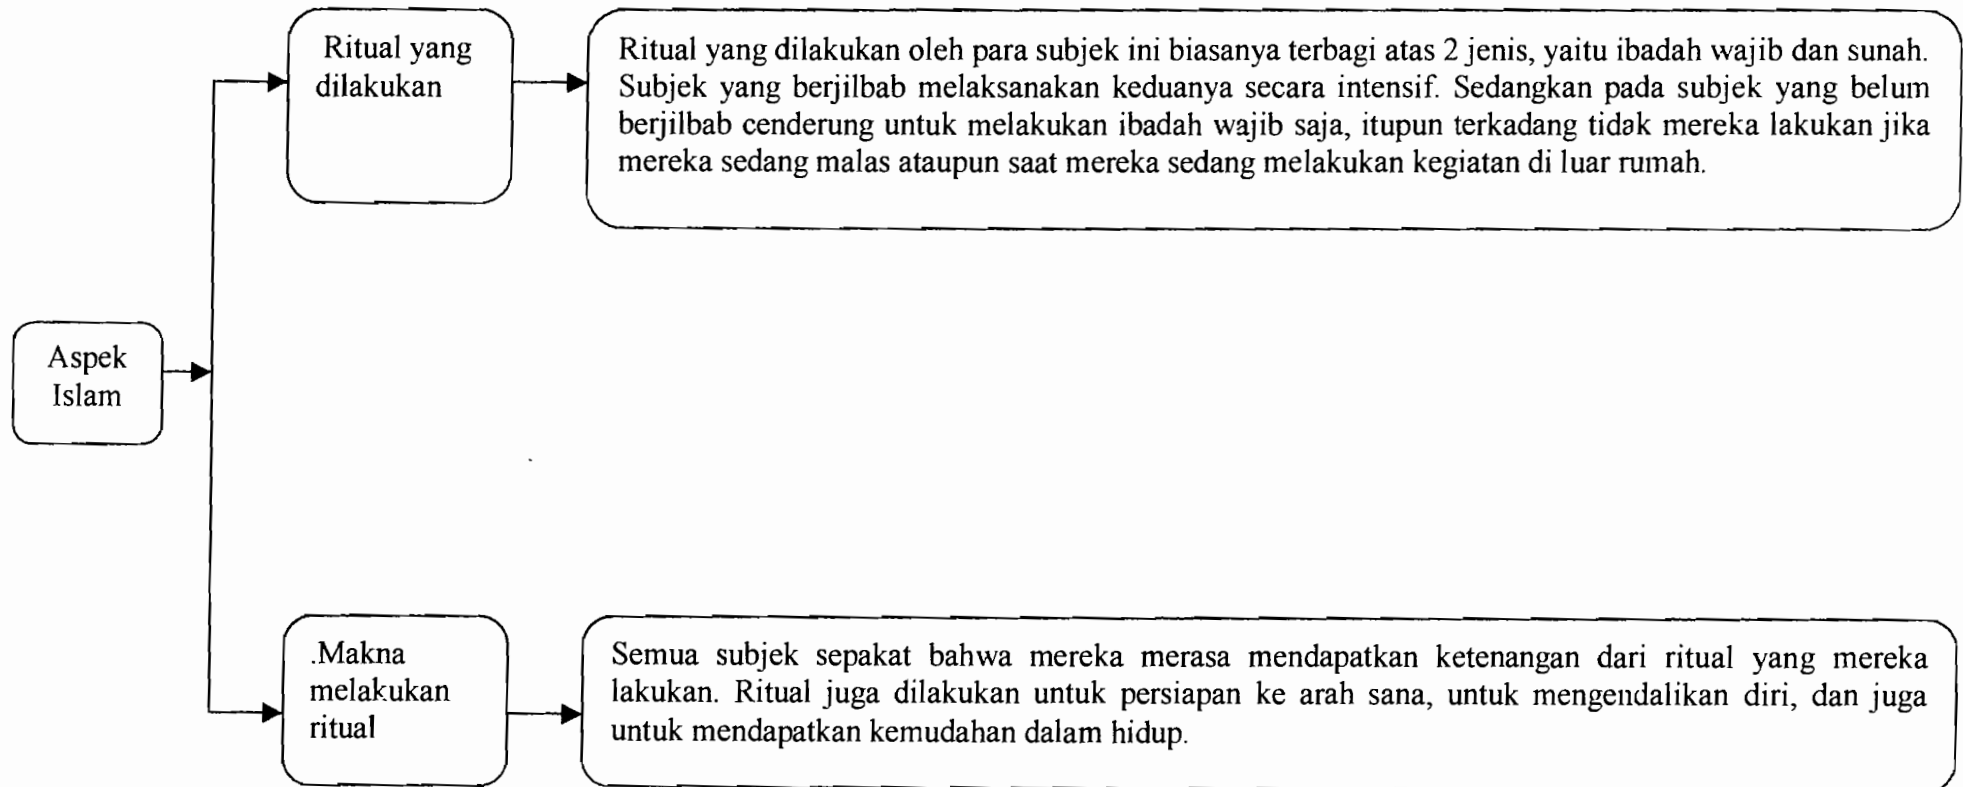 Ritual yang
dilakukan
Ritual yang dilakukan oleh para subjek ini biasanya terbagi atas 2 jenis, yaitu ibadah wajib dan sunah.
Subjek yang berjilbab melaksanakan keduanya secara intensif. Sedangkan pada subjek yang belum
berjilbab cenderung untuk melakukan ibadah wajib saja, itupun terkadang tidak mereka lakukan jika
mereka sedang malas ataupun saat mereka sedang melakukan kegiatan di luar rumah.
Aspek
Islam
.Makna
melakukan
ritual
Semua subjek sepakat bahwa mereka merasa mendapatkan ketenangan dari ritual yang mereka
lakukan. Ritual juga dilakukan untuk persiapan ke arah sana, untuk mengendalikan diri, dan juga
untuk mendapatkan kemudahan dalam hidup.